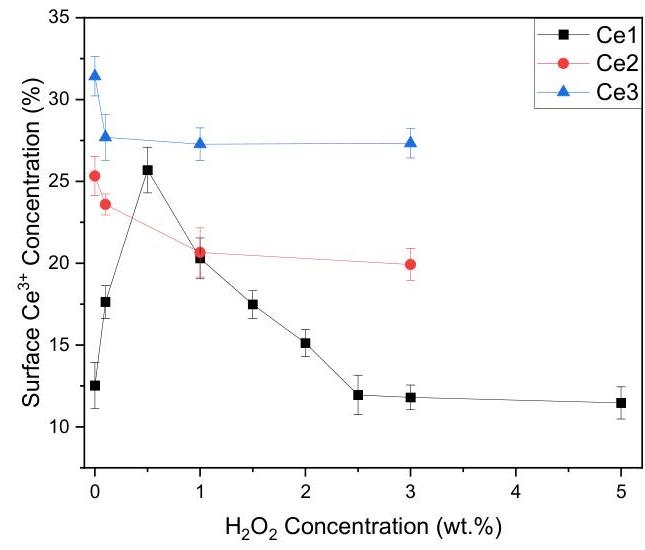 35
30
25
20
15
10
Surface Ce³⁺ Concentration (%)
Ce1
Ce2
Ce3
0 1 2 3 4 5
H₂O₂ Concentration (wt.%)